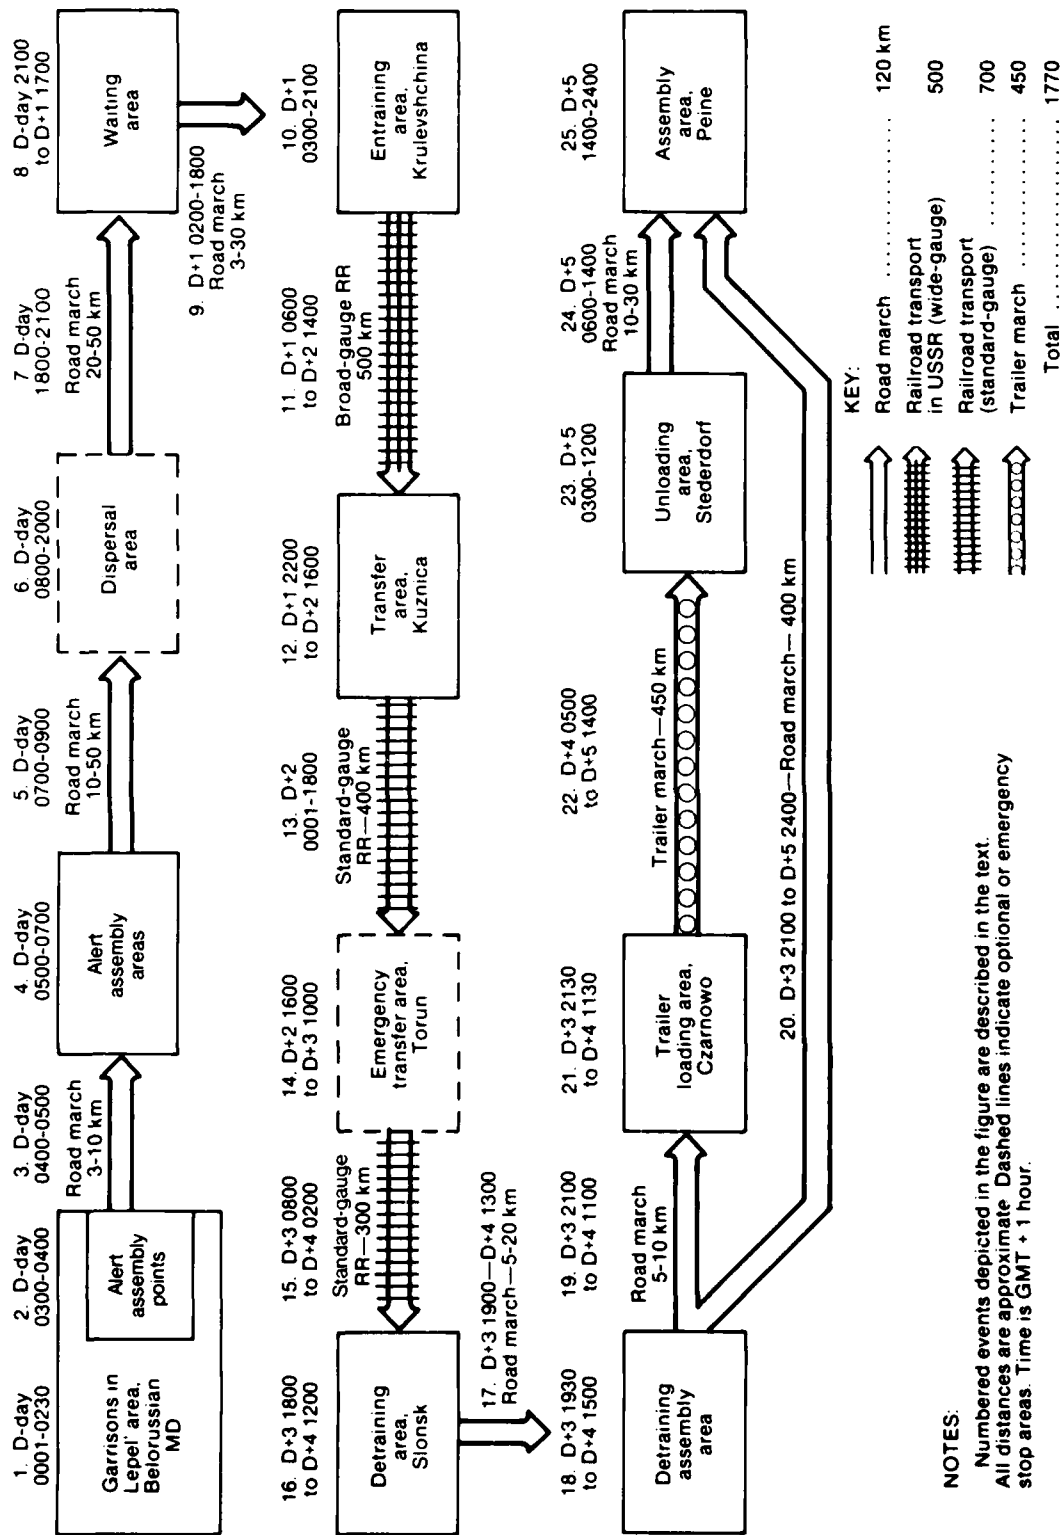 1. D-day
0001-0230
Garrisons in
Lepel' area,
Belorussian
MD
2. D-day
0300-0400
Alert
assembly
points
3. D-day
0400-0500
Road march
3-10 km
4. D-day
0500-0700
Alert
assembly
areas
5. D-day
0700-0900
Road march
10-50 km
6. D-day
0800-2000
Dispersal
area
7 D-day
1800-2100
Road march
20-50 km
8. D-day 2100
to D+1 1700
Waiting
area
9. D+1 0200-1800
Road march
3-30 km
10. D+1
0300-2100
Entraining
area,
Krulevshchina
11. D+1 0600
to D+2 1400
Broad-gauge RR
500 km
12. D+1 2200
to D+2 1600
Transfer
area,
Kuznica
13. D+2
0001-1800
Standard-gauge
RR—400 km
14. D+2 1600
to D+3 1000
Emergency
transfer area,
Torun
15. D+3 0800
to D+4 0200
Standard-gauge
RR—300 km
16. D+3 1800
to D+4 1200
Detraining
area,
Slonsk
17. D+3 1900—D+4 1300
Road march—5-20 km
18. D+3 1930
to D+4 1500
Detraining
assembly
area
19. D+3 2100
to D+4 1100
Road march
5-10 km
20. D+3 2100 to D+5 2400—Road march—400 km
21. D+3 2130
to D+4 1130
Trailer
loading area,
Czarnowo
22. D+4 0500
to D+5 1400
Trailer march—450 km
23. D+5
0300-1200
Unloading
area,
Stederdorf
24. D+5
0600-1400
Road march
10-30 km
25. D+5
1400-2400
Assembly
area,
Peine
KEY:
Road march .................... 120 km
Railroad transport
in USSR (wide-gauge) 500
Railroad transport
(standard-gauge) ............ 700
Trailer march .................. 450
Total ...................... 1770
NOTES:
Numbered events depicted in the figure are described in the text.
All distances are approximate Dashed lines indicate optional or emergency
stop areas. Time is GMT + 1 hour.